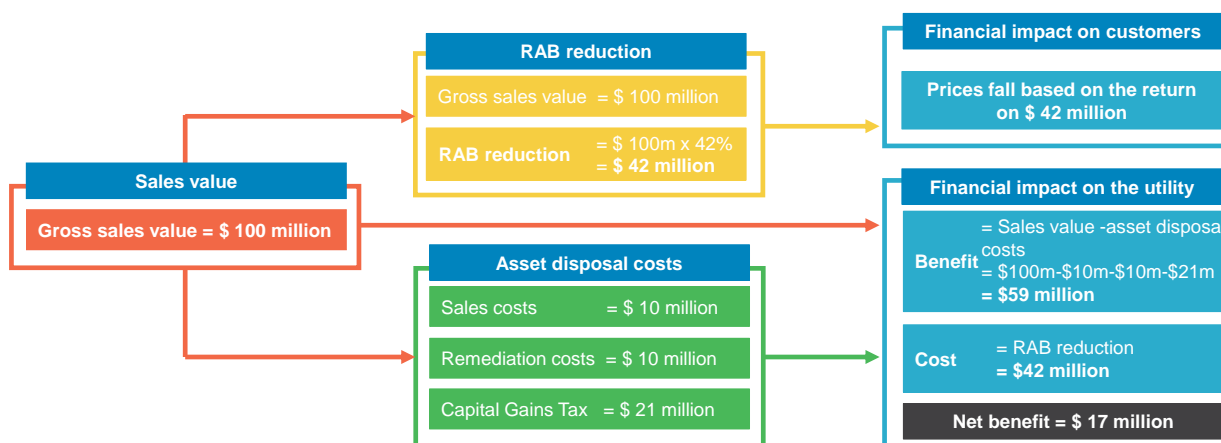 Sales value
Gross sales value = $ 100 million
RAB reduction
Gross sales value = $ 100 million
RAB reduction = $ 100m x 42%
= $ 42 million
Asset disposal costs
Sales costs = $ 10 million
Remediation costs = $ 10 million
Capital Gains Tax = $ 21 million
Financial impact on customers
Prices fall based on the return
on $ 42 million
Financial impact on the utility
= Sales value -asset disposa
costs
Benefit
= $100m-$10m-$10m-$21m
= $59 million
Cost = RAB reduction
= $42 million
Net benefit = $ 17 million